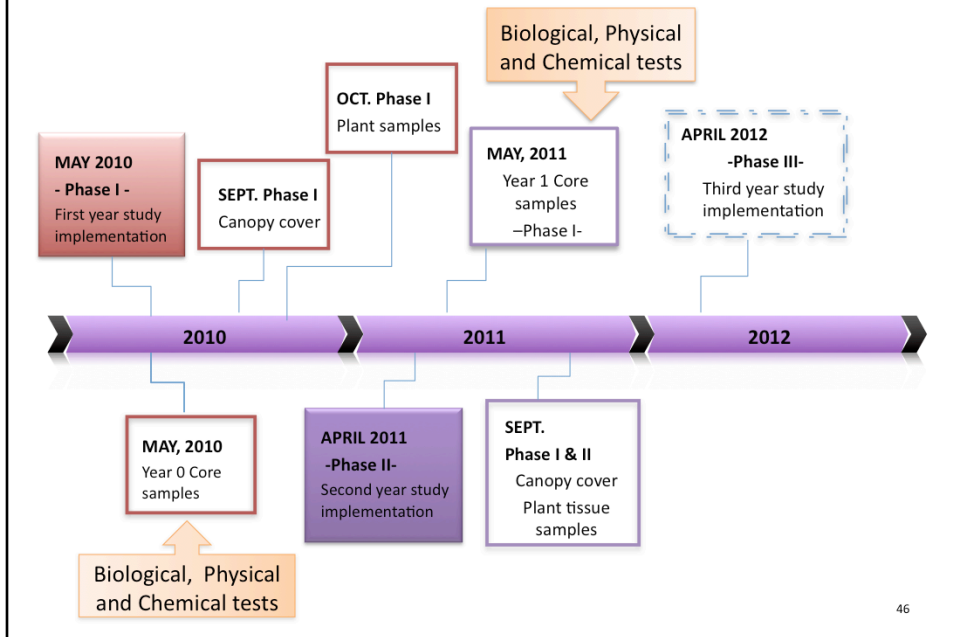 Biological, Physical
and Chemical tests
OCT. Phase I
Plant samples
MAY 2010
- Phase I -
First year study
implementation
SEPT. Phase I
Canopy cover
MAY, 2011
Year 1 Core
samples
–Phase I-
APRIL 2012
-Phase III-
Third year study
implementation
2010
2011
2012
MAY, 2010
Year 0 Core
samples
APRIL 2011
-Phase II-
Second year study
implementation
SEPT.
Phase I & II
Canopy cover
Plant tissue
samples
Biological, Physical
and Chemical tests
46